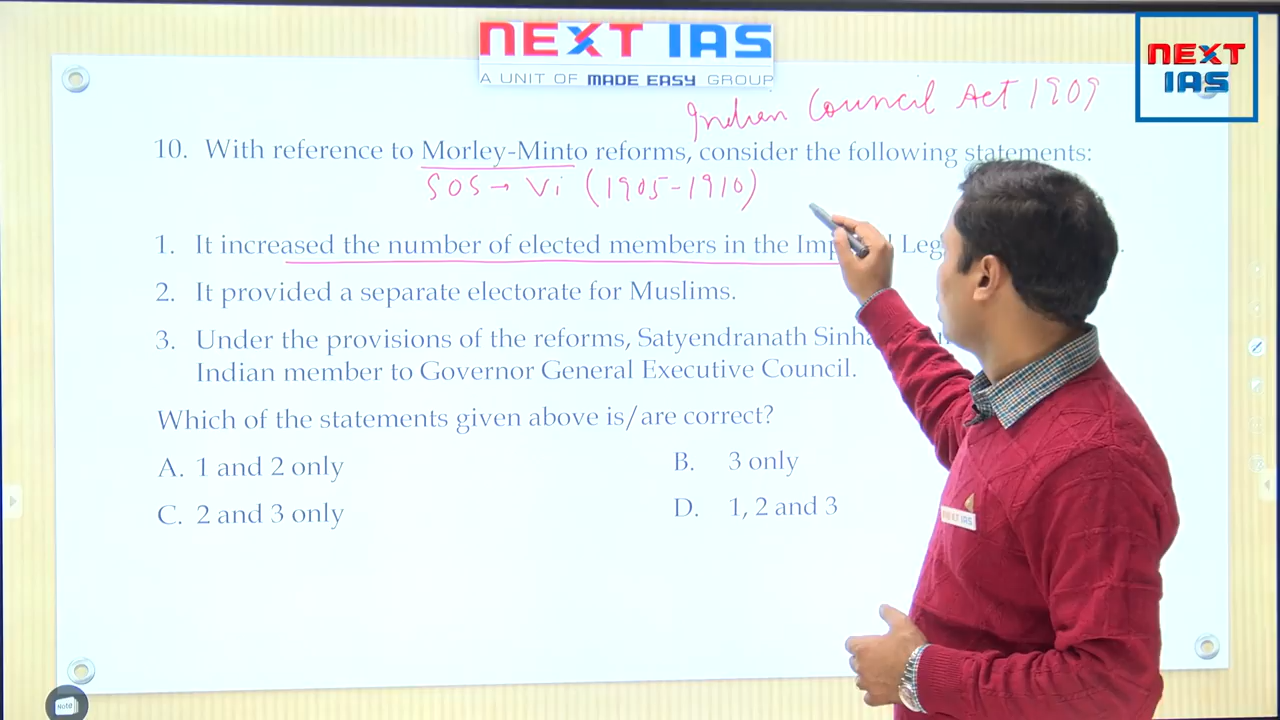 NEXT IAS
A UNIT OF MADE EASY GROUP
NEXT
IAS
Indian Council Act 1909
10. With reference to Morley-Minto reforms, consider the following statements:
SOS → Vi (1905-1910)
1. It increased the number of elected members in the Imp Leg
2. It provided a separate electorate for Muslims.
3. Under the provisions of the reforms, Satyendranath Sinha
Indian member to Governor General Executive Council.
Which of the statements given above is/are correct?
A. 1 and 2 only
B. 3 only
C. 2 and 3 only
D. 1, 2 and 3
NEXT IAS
Note